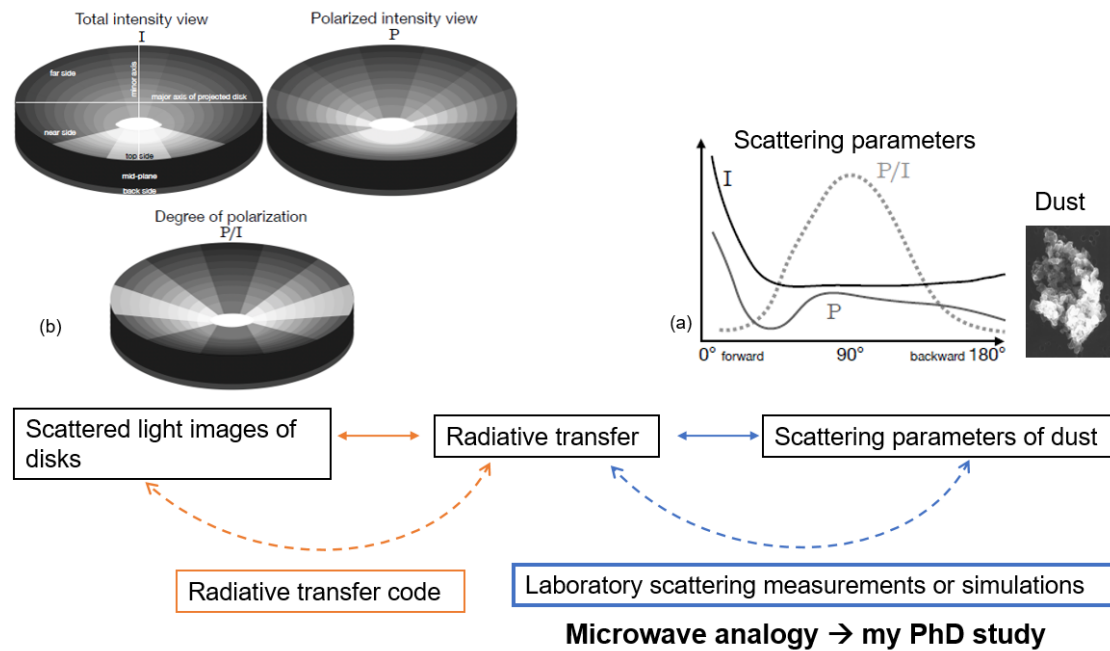 Total intensity view
I
far side
minor axis
major axis of projected disk
near side
top side
mid-plane
back side
Polarized intensity view
P
Degree of polarization
P/I
(b)
Scattering parameters
I
P/I
P
(a)
0° forward
90°
backward 180°
Dust
Scattered light images of
disks
Radiative transfer
Scattering parameters of dust
Radiative transfer code
Laboratory scattering measurements or simulations
Microwave analogy → my PhD study